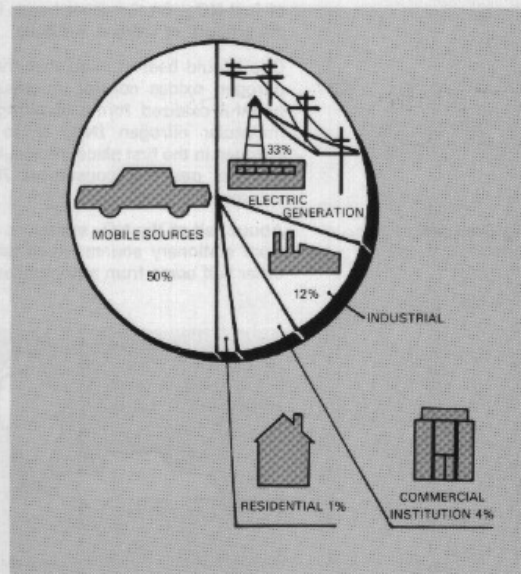 33%
ELECTRIC
GENERATION
MOBILE SOURCES
50%
12%
INDUSTRIAL
RESIDENTIAL 1%
COMMERCIAL
INSTITUTION 4%